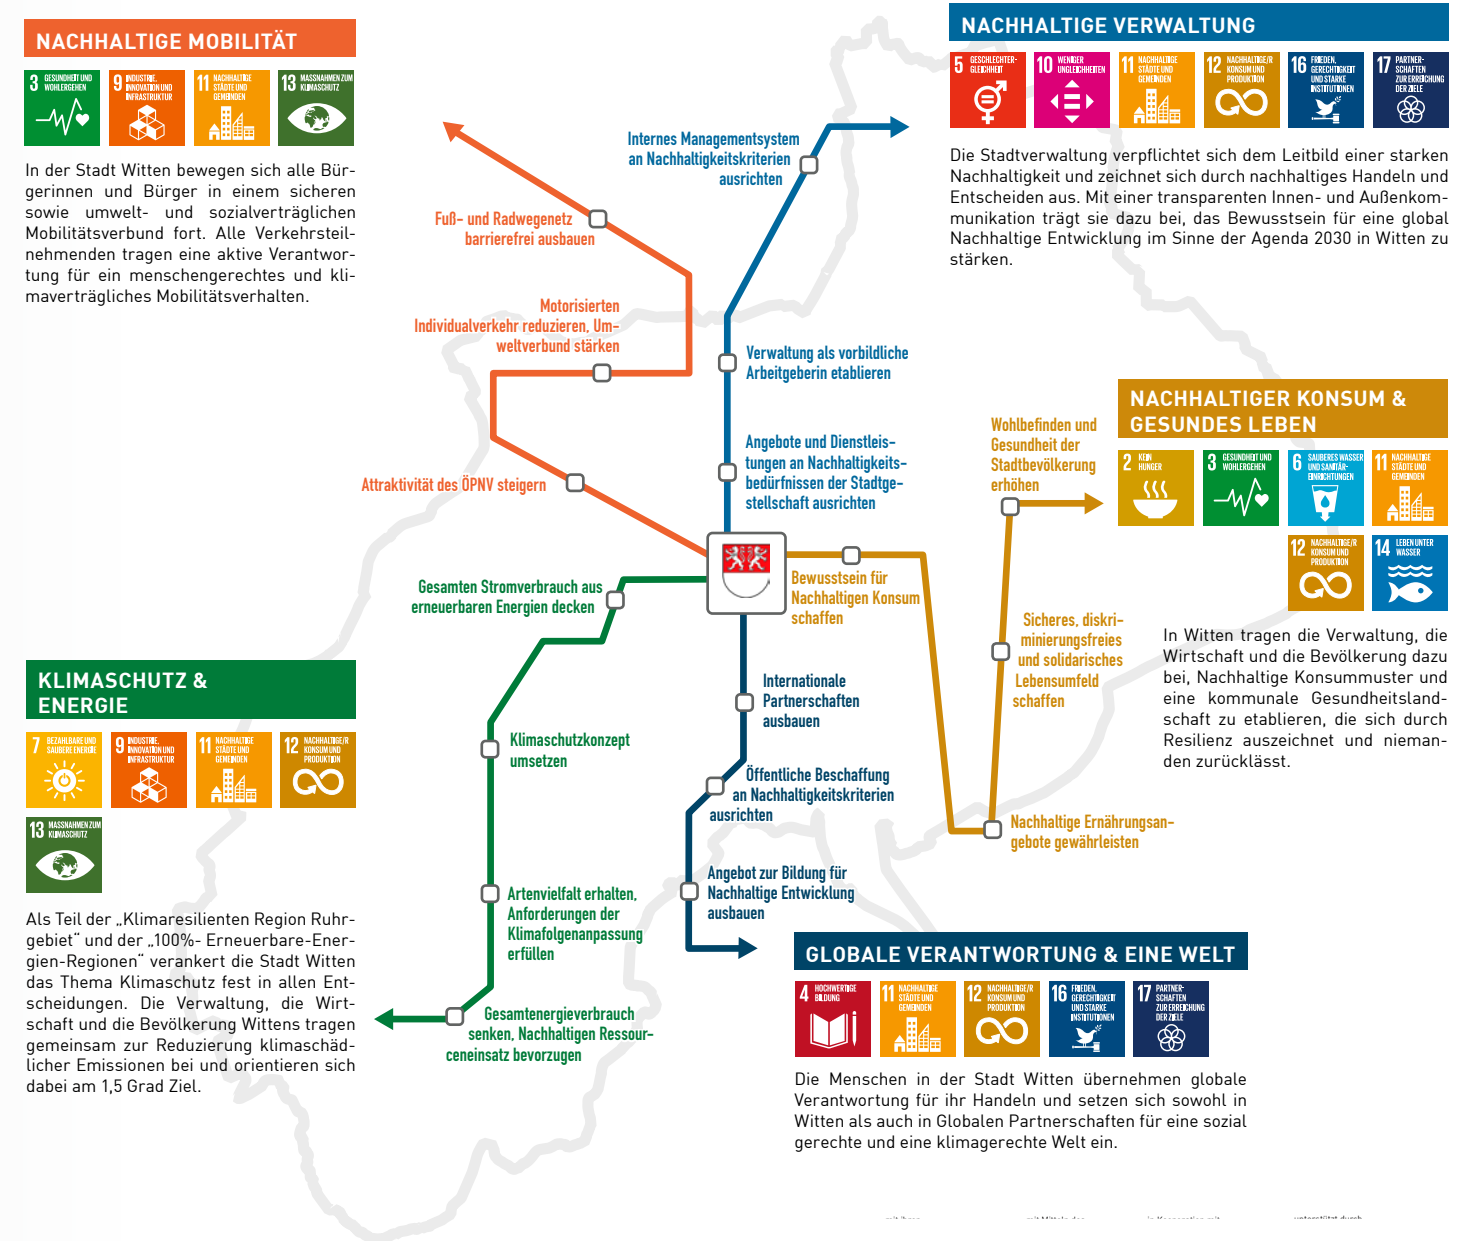 NACHHALTIGE MOBILITÄT
3 GESUNDHEIT UND
WOHLERGEHEN
9 INDUSTRIE,
INNOVATION UND
INFRASTRUKTUR
11 NACHHALTIGE
STÄDTE UND
GEMEINDEN
13 MASSNAHMEN ZUM
KLIMASCHUTZ
In der Stadt Witten bewegen sich alle Bür-
gerinnen und Bürger in einem sicheren
sowie umwelt- und sozialverträglichen
Mobilitätsverbund fort. Alle Verkehrsteil-
nehmenden tragen eine aktive Verantwor-
tung für ein menschengerechtes und kli-
maverträgliches Mobilitätsverhalten.
NACHHALTIGE VERWALTUNG
5 GESCHLECHTER-
GLEICHHEIT
10 WENIGER
UNGLEICHHEITEN
11 NACHHALTIGE
STÄDTE UND
GEMEINDEN
12 NACHHALTIGE/R
KONSUM UND
PRODUKTION
16 FRIEDEN,
GERECHTIGKEIT
UND STARKE
INSTITUTIONEN
17 PARTNER-
SCHAFTEN
ZUR ERREICHUNG
DER ZIELE
Die Stadtverwaltung verpflichtet sich dem Leitbild einer starken
Nachhaltigkeit und zeichnet sich durch nachhaltiges Handeln und
Entscheiden aus. Mit einer transparenten Innen- und Außenkom-
munikation trägt sie dazu bei, das Bewusstsein für eine global
Nachhaltige Entwicklung im Sinne der Agenda 2030 in Witten zu
stärken.
Internes Managementsystem
an Nachhaltigkeitskriterien
ausrichten
Fuß- und Radwegenetz
barrierefrei ausbauen
Motorisierten
Individualverkehr reduzieren, Um-
weltverbund stärken
Attraktivität des ÖPNV steigern
Verwaltung als vorbildliche
Arbeitgeberin etablieren
Angebote und Dienstleis-
tungen an Nachhaltigkeits-
bedürfnissen der Stadtge-
stellschaft ausrichten
Wohlbefinden und
Gesundheit der
Stadtbevölkerung
erhöhen
NACHHALTIGER KONSUM &
GESUNDES LEBEN
2 KEIN
HUNGER
3 GESUNDHEIT UND
WOHLERGEHEN
6 SAUBERES WASSER
UND SANITÄR-
EINRICHTUNGEN
11 NACHHALTIGE
STÄDTE UND
GEMEINDEN
12 NACHHALTIGE/R
KONSUM UND
PRODUKTION
14 LEBEN UNTER
WASSER
In Witten tragen die Verwaltung, die
Wirtschaft und die Bevölkerung dazu
bei, Nachhaltige Konsummuster und
eine kommunale Gesundheitsland-
schaft zu etablieren, die sich durch
Resilienz auszeichnet und nieman-
den zurücklässt.
Gesamten Stromverbrauch aus
erneuerbaren Energien decken
Bewusstsein für
Nachhaltigen Konsum
schaffen
Sicheres, diskri-
minierungsfreies
und solidarisches
Lebensumfeld
schaffen
Internationale
Partnerschaften
ausbauen
Klimaschutzkonzept
umsetzen
Öffentliche Beschaffung
an Nachhaltigkeitskriterien
ausrichten
Nachhaltige Ernährungsan-
gebote gewährleisten
Angebot zur Bildung für
Nachhaltige Entwicklung
ausbauen
Artenvielfalt erhalten,
Anforderungen der
Klimafolgenanpassung
erfüllen
Gesamtenergieverbrauch
senken, Nachhaltigen Ressour-
ceneinsatz bevorzugen
KLIMASCHUTZ &
ENERGIE
7 BEZAHLBARE UND
SAUBERE ENERGIE
9 INDUSTRIE,
INNOVATION UND
INFRASTRUKTUR
11 NACHHALTIGE
STÄDTE UND
GEMEINDEN
12 NACHHALTIGE/R
KONSUM UND
PRODUKTION
13 MASSNAHMEN ZUM
KLIMASCHUTZ
Als Teil der „Klimaresilienten Region Ruhr-
gebiet“ und der „100%- Erneuerbare-Ener-
gien-Regionen“ verankert die Stadt Witten
das Thema Klimaschutz fest in allen Ent-
scheidungen. Die Verwaltung, die Wirt-
schaft und die Bevölkerung Wittens tragen
gemeinsam zur Reduzierung klimaschäd-
licher Emissionen bei und orientieren sich
dabei am 1,5 Grad Ziel.
GLOBALE VERANTWORTUNG & EINE WELT
4 HOCHWERTIGE
BILDUNG
11 NACHHALTIGE
STÄDTE UND
GEMEINDEN
12 NACHHALTIGE/R
KONSUM UND
PRODUKTION
16 FRIEDEN,
GERECHTIGKEIT
UND STARKE
INSTITUTIONEN
17 PARTNER-
SCHAFTEN
ZUR ERREICHUNG
DER ZIELE
Die Menschen in der Stadt Witten übernehmen globale
Verantwortung für ihr Handeln und setzen sich sowohl in
Witten als auch in Globalen Partnerschaften für eine sozial
gerechte und eine klimagerechte Welt ein.